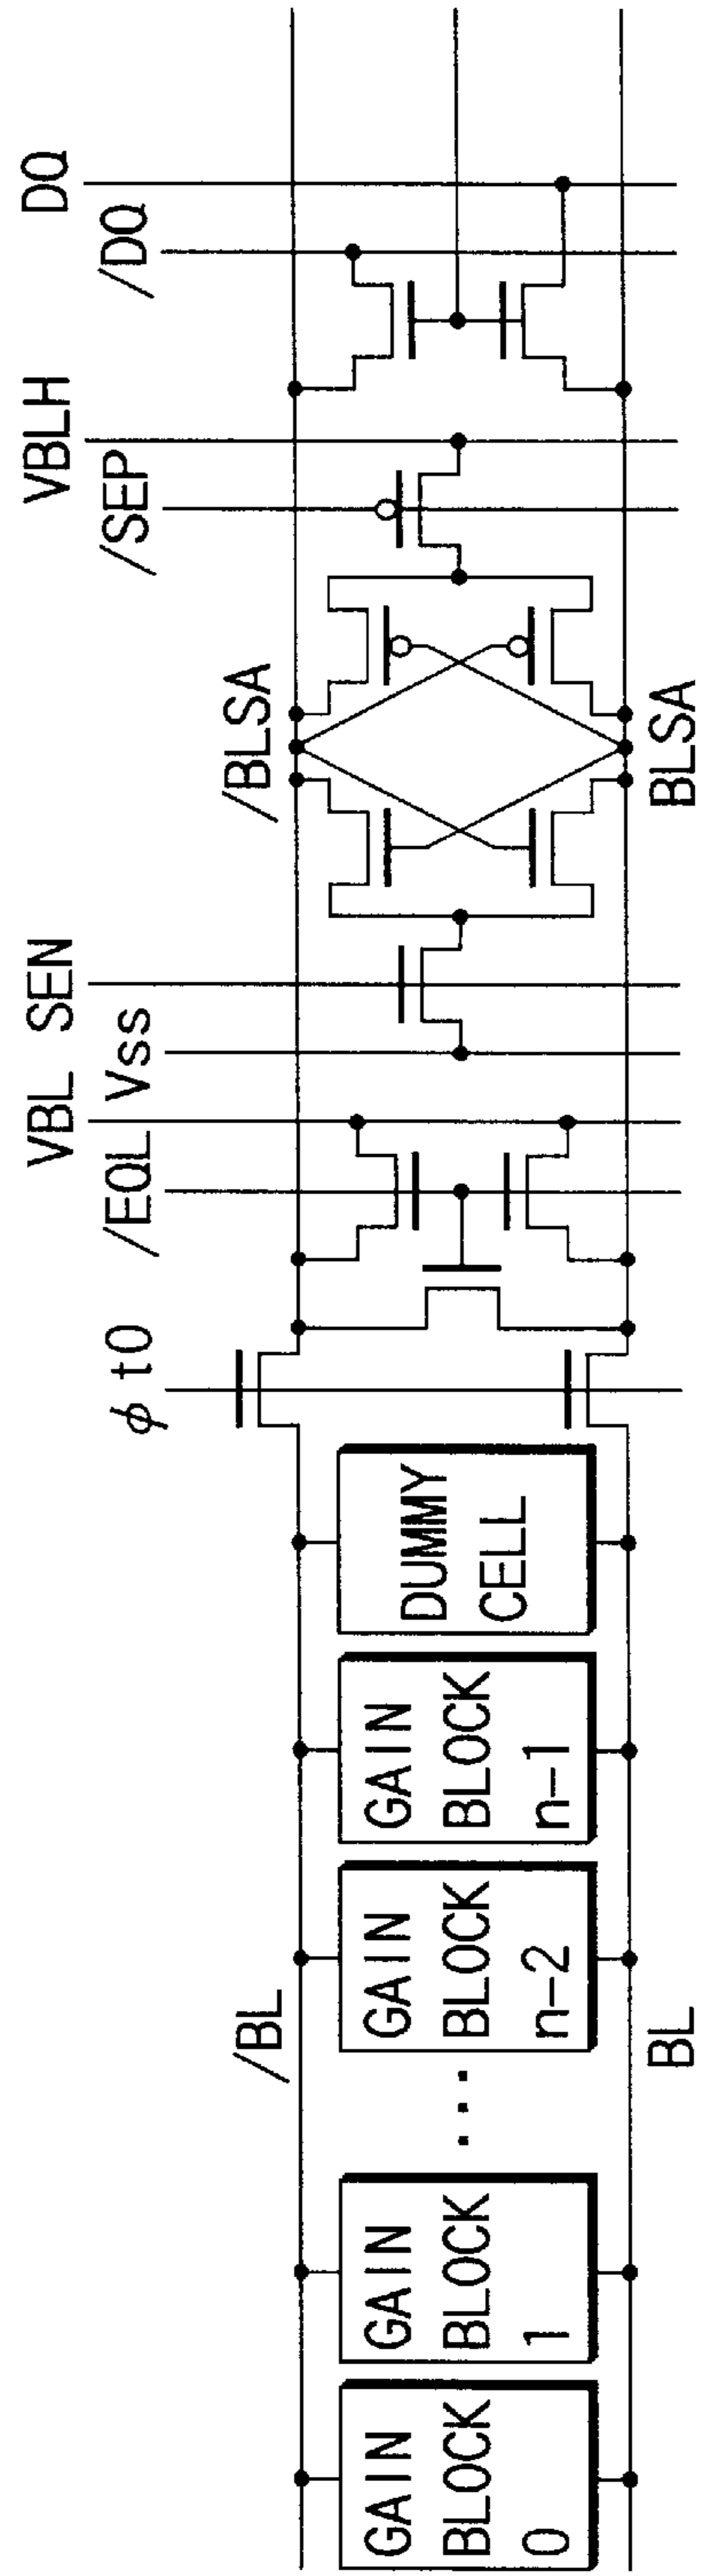 DQ
/DQ
VBLH
/SEP
/BLSA
BLSA
SEN
Vss
VBL
/EQL
φ t0
DUMMY
CELL
GAIN
BLOCK
n-1
GAIN
BLOCK
n-2
/BL
BL
...
GAIN
BLOCK
1
GAIN
BLOCK
0